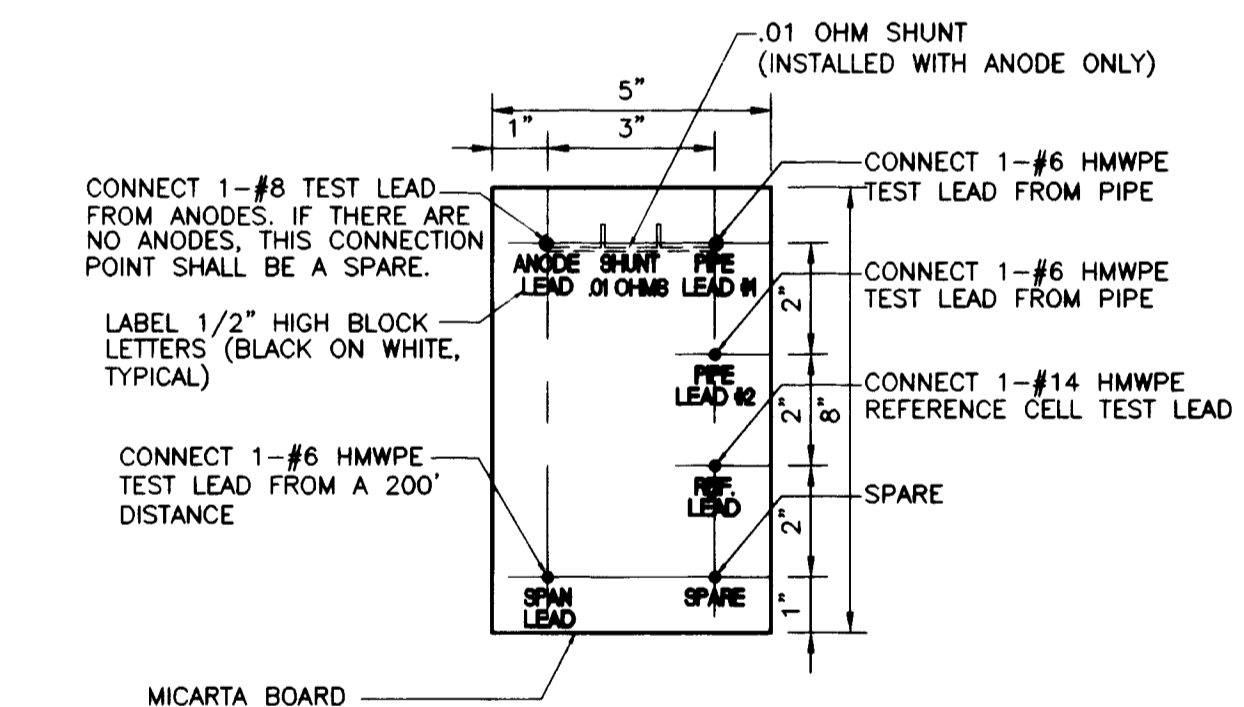 .01 OHM SHUNT
(INSTALLED WITH ANODE ONLY)
5"
1"
3"
CONNECT 1-#8 TEST LEAD
FROM ANODES. IF THERE ARE
NO ANODES, THIS CONNECTION
POINT SHALL BE A SPARE.
CONNECT 1-#6 HMWPE
TEST LEAD FROM PIPE
ANODE
LEAD
SHUNT
.01 OHMS
PIPE
LEAD #1
LABEL 1/2" HIGH BLOCK
LETTERS (BLACK ON WHITE,
TYPICAL)
2"
CONNECT 1-#6 HMWPE
TEST LEAD FROM PIPE
PIPE
LEAD #2
2"
8"
CONNECT 1-#14 HMWPE
REFERENCE CELL TEST LEAD
CONNECT 1-#6 HMWPE
TEST LEAD FROM A 200'
DISTANCE
REF.
LEAD
2"
SPARE
SPAN
LEAD
SPARE
1"
MICARTA BOARD